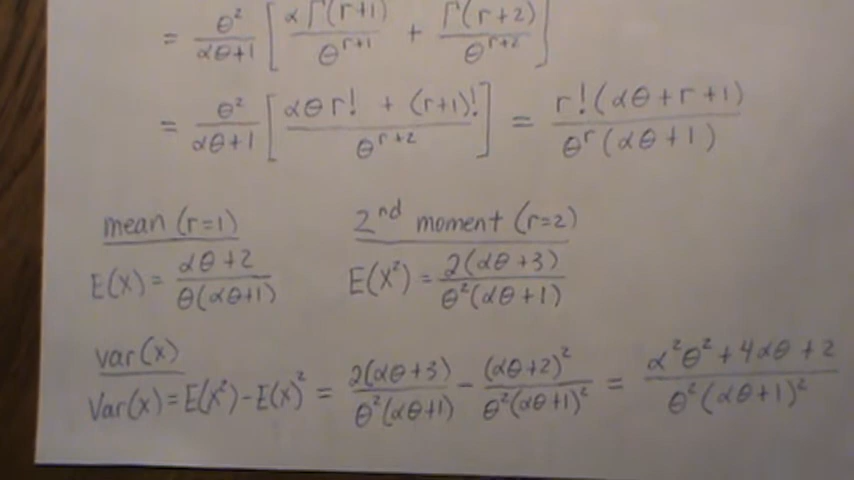 = θ²/(αθ+1) [ αΓ(r+1)/θ^(r+1) + Γ(r+2)/θ^(r+2) ]
= θ²/(αθ+1) [ (αθ r! + (r+1)!)/θ^(r+2) ] = r!(αθ+r+1)/(θ^r(αθ+1))
mean (r=1)    2nd moment (r=2)
E(x) = (αθ+2)/(θ(αθ+1))    E(x²) = 2(αθ+3)/(θ²(αθ+1))
var(x)
Var(x) = E(x²) - E(x)² = 2(αθ+3)/(θ²(αθ+1)) - (αθ+2)²/(θ²(αθ+1)²) = (α²θ²+4αθ+2)/(θ²(αθ+1)²)